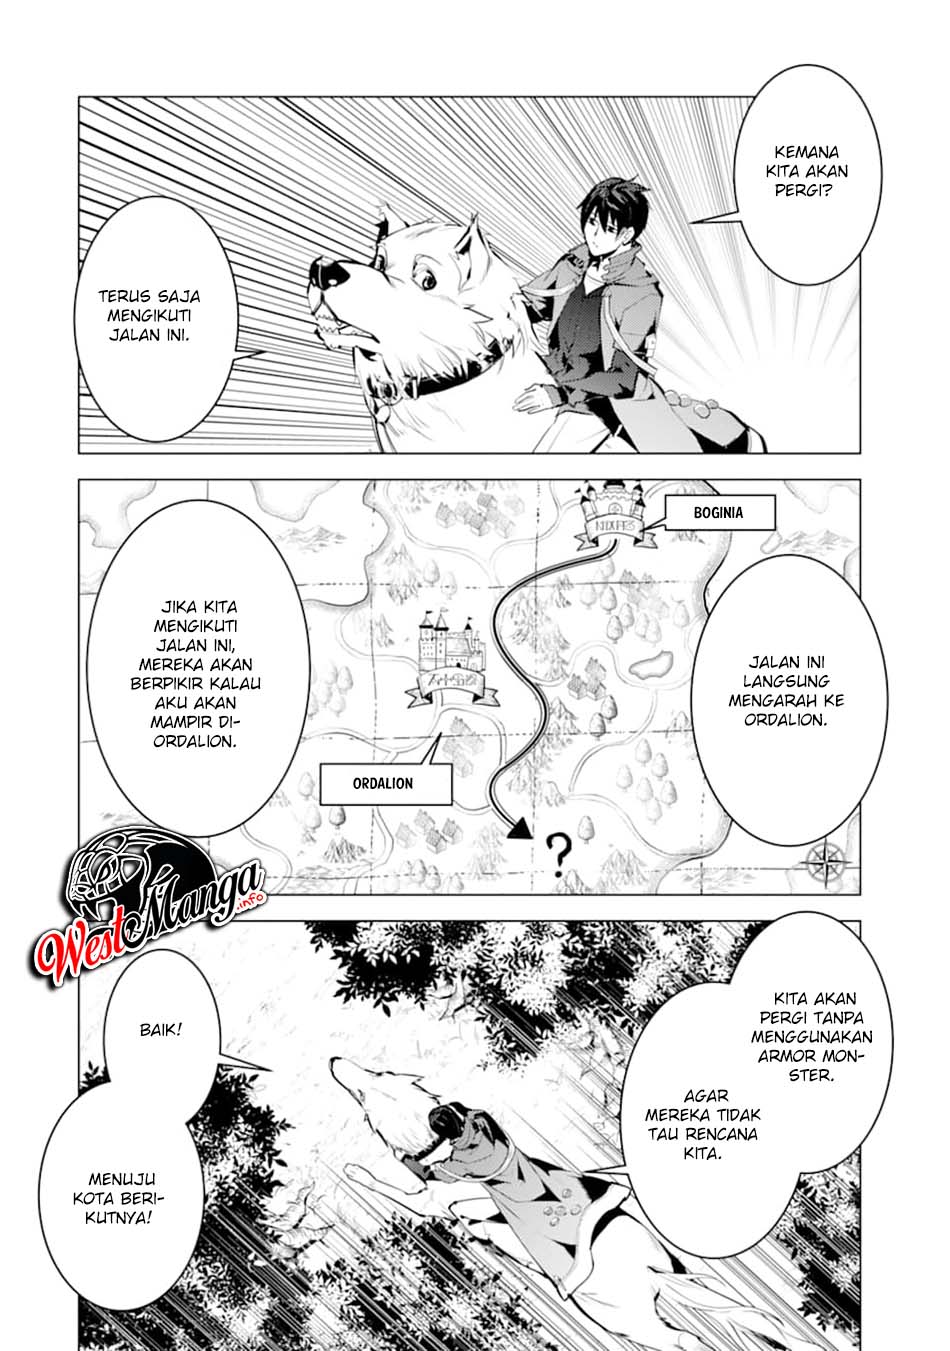 KEMANA
KITA AKAN
PERGI?
TERUS SAJA
MENGIKUTI
JALAN INI.
BOGINIA
JALAN INI
LANGSUNG
MENGARAH KE
ORDALION.
JIKA KITA
MENGIKUTI
JALAN INI,
MEREKA AKAN
BERPIKIR KALAU
AKU AKAN
MAMPIR DI-
ORDALION.
ORDALION
?
WestManga
.info
KITA AKAN
PERGI TANPA
MENGGUNAKAN
ARMOR MON-
STER.
AGAR
MEREKA TIDAK
TAU RENCANA
KITA.
BAIK!
MENUJU
KOTA BERI-
KUTNYA!